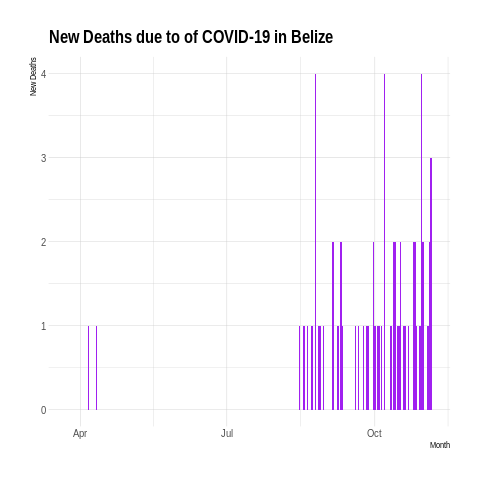 New Deaths due to of COVID-19 in Belize
New Deaths
4
3
2
1
0
Apr
Jul
Oct
Month